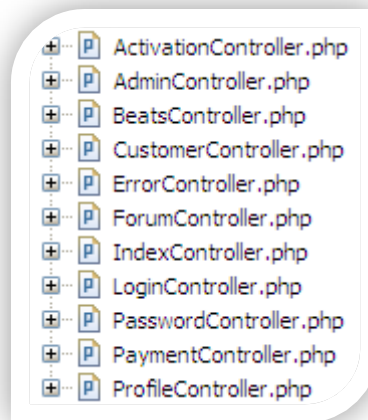 ActivationController.php
AdminController.php
BeatsController.php
CustomerController.php
ErrorController.php
ForumController.php
IndexController.php
LoginController.php
PasswordController.php
PaymentController.php
ProfileController.php